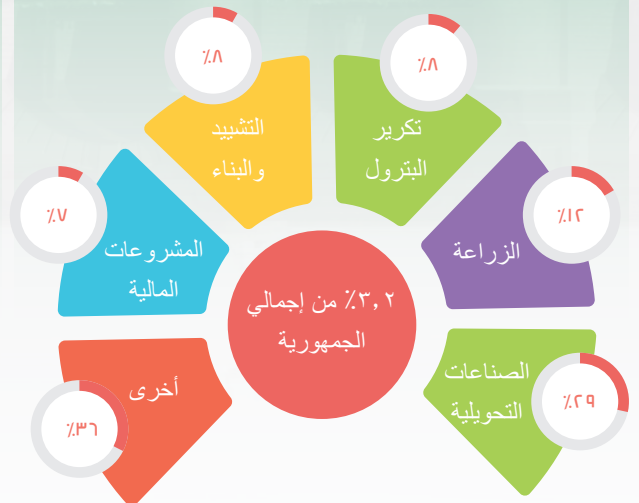 ٪٨
٪٨
تكرير
البترول
التشييد
والبناء
٪١٢
الزراعة
٪٧
المشروعات
المالية
٣,٢٪ من إجمالي
الجمهورية
الصناعات
التحويلية
٪٢٩
أخرى
٪٣٦